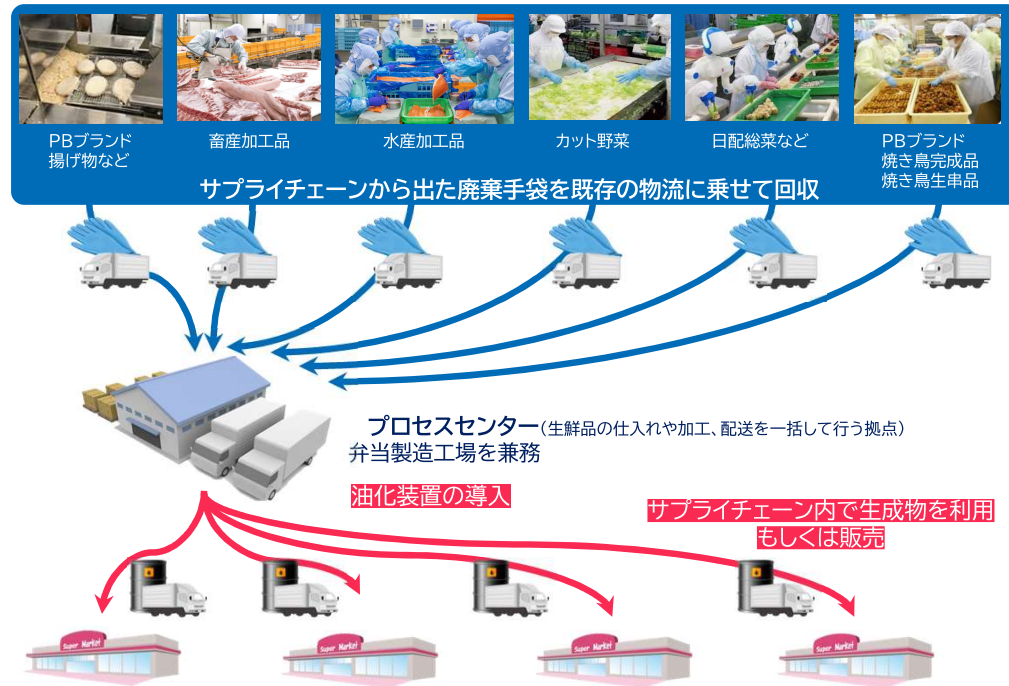 PBブランド
揚げ物など
畜産加工品
水産加工品
カット野菜
日配総菜など
PBブランド
焼き鳥完成品
焼き鳥生串品
サプライチェーンから出た廃棄手袋を既存の物流に乗せて回収
プロセスセンター(生鮮品の仕入れや加工、配送を一括して行う拠点)
弁当製造工場を兼務
油化装置の導入
サプライチェーン内で生成物を利用
もしくは販売
Super Market
Super Market
Super Market
Super Market